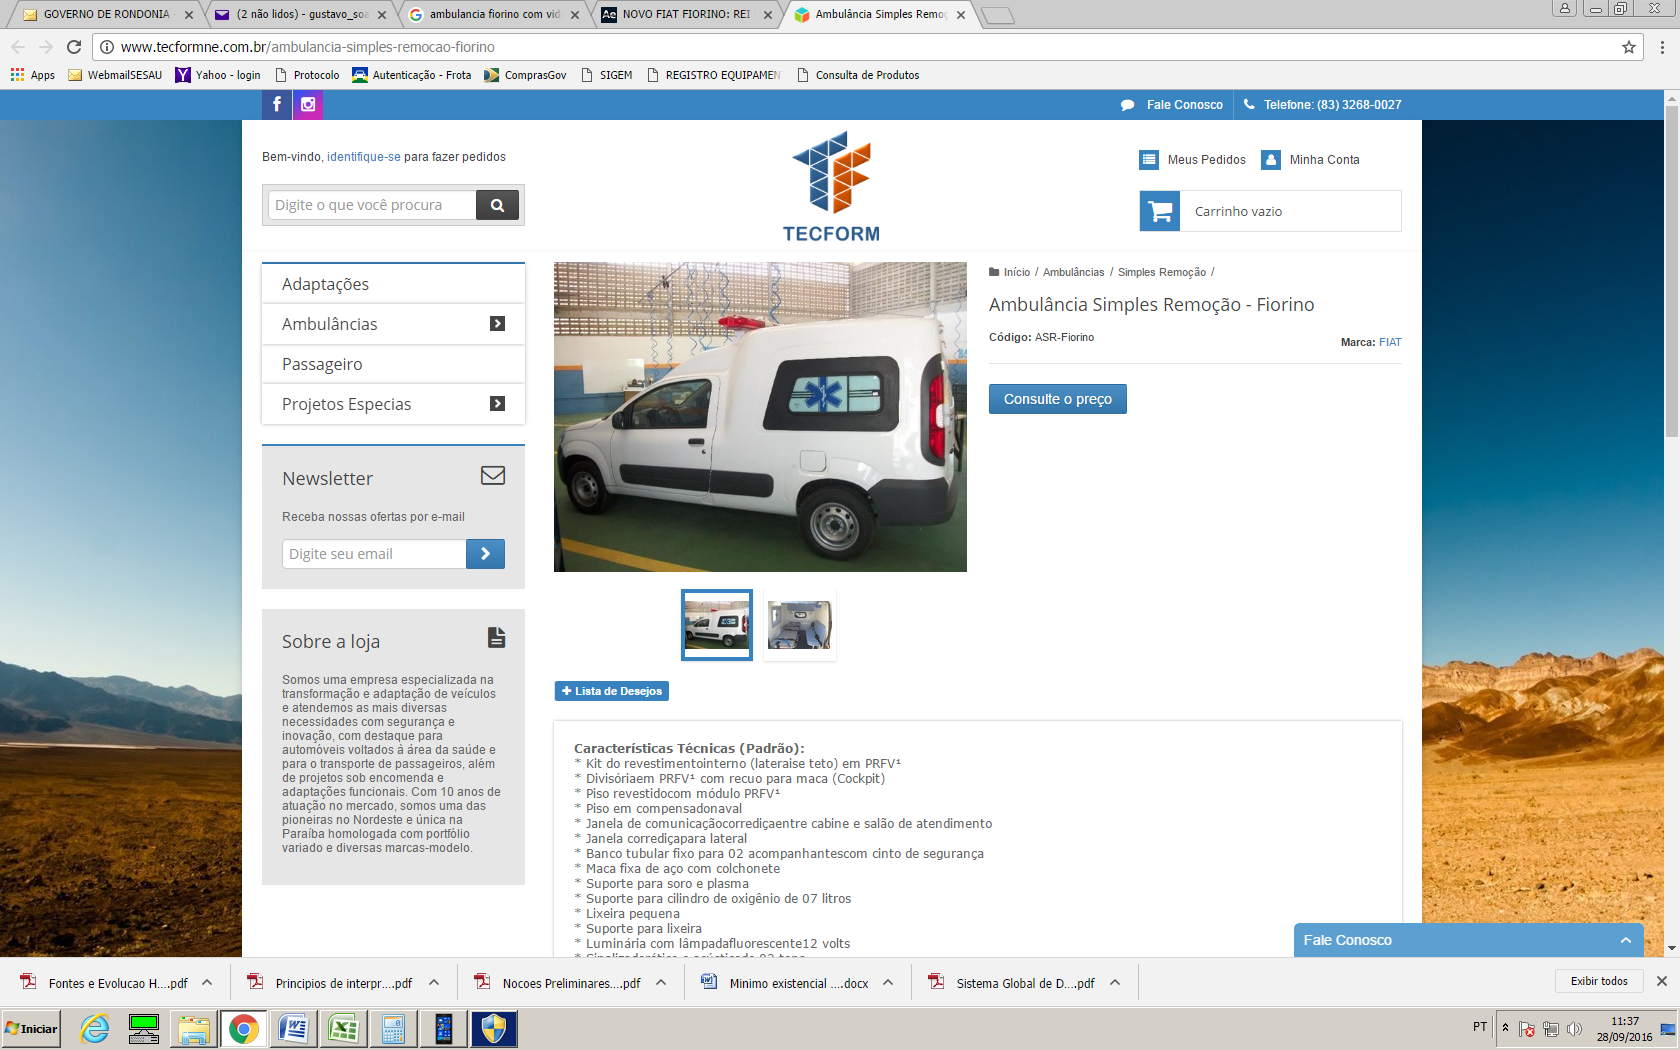 GOVERNO DE RONDONIA
(2 não lidos) - gustavo_soa
ambulancia fiorino com vid
NOVO FIAT FIORINO: REI
Ambulância Simples Remoç
www.tecformne.com.br/ambulancia-simples-remocao-fiorino
Apps
WebmailSESAU
Yahoo - login
Protocolo
Autenticação - Frota
ComprasGov
SIGEM
REGISTRO EQUIPAMEN
Consulta de Produtos
Fale Conosco
Telefone: (83) 3268-0027
Bem-vindo, identifique-se para fazer pedidos
Digite o que você procura
TECFORM
Meus Pedidos
Minha Conta
Carrinho vazio
Adaptações
Ambulâncias
Passageiro
Projetos Especias
Newsletter
Receba nossas ofertas por e-mail
Digite seu email
Sobre a loja
Somos uma empresa especializada na
transformação e adaptação de veículos
e atendemos as mais diversas
necessidades com segurança e
inovação, com destaque para
automóveis voltados à área da saúde e
para o transporte de passageiros, além
de projetos sob encomenda e
adaptações funcionais. Com 10 anos de
atuação no mercado, somos uma das
pioneiras no Nordeste e única na
Paraíba homologada com portfólio
variado e diversas marcas-modelo.
Início / Ambulâncias / Simples Remoção /
Ambulância Simples Remoção - Fiorino
Código: ASR-Fiorino
Marca: FIAT
Consulte o preço
+ Lista de Desejos
Características Técnicas (Padrão):
* Kit do revestimentointerno (lateraise teto) em PRFV¹
* Divisóriaem PRFV¹ com recuo para maca (Cockpit)
* Piso revestidocom módulo PRFV¹
* Piso em compensadonaval
* Janela de comunicaçãocorrediçaentre cabine e salão de atendimento
* Janela corrediçapara lateral
* Banco tubular fixo para 02 acompanhantescom cinto de segurança
* Maca fixa de aço com colchonete
* Suporte para soro e plasma
* Suporte para cilindro de oxigênio de 07 litros
* Lixeira pequena
* Suporte para lixeira
* Luminária com lâmpadafluorescente12 volts
Fale Conosco
Fontes e Evolucao H....pdf
Principios de interpr....pdf
Nocoes Preliminares....pdf
Minimo existencial ....docx
Sistema Global de D....pdf
Exibir todos
Iniciar
PT
11:37
28/09/2016